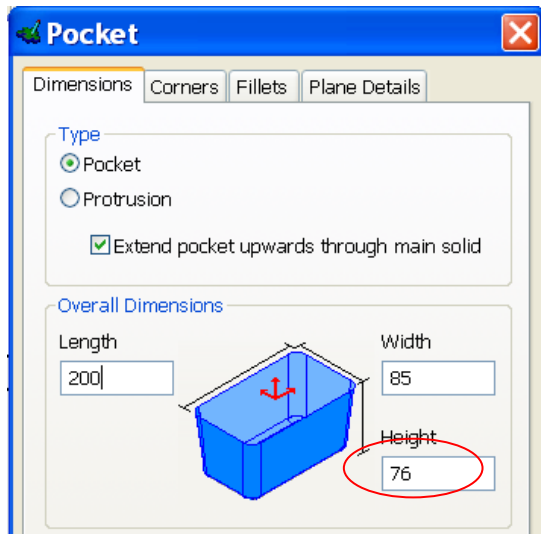 Pocket
Dimensions Corners Fillets Plane Details
Type
Pocket
Protrusion
Extend pocket upwards through main solid
Overall Dimensions
Length Width
200 85
Height
76